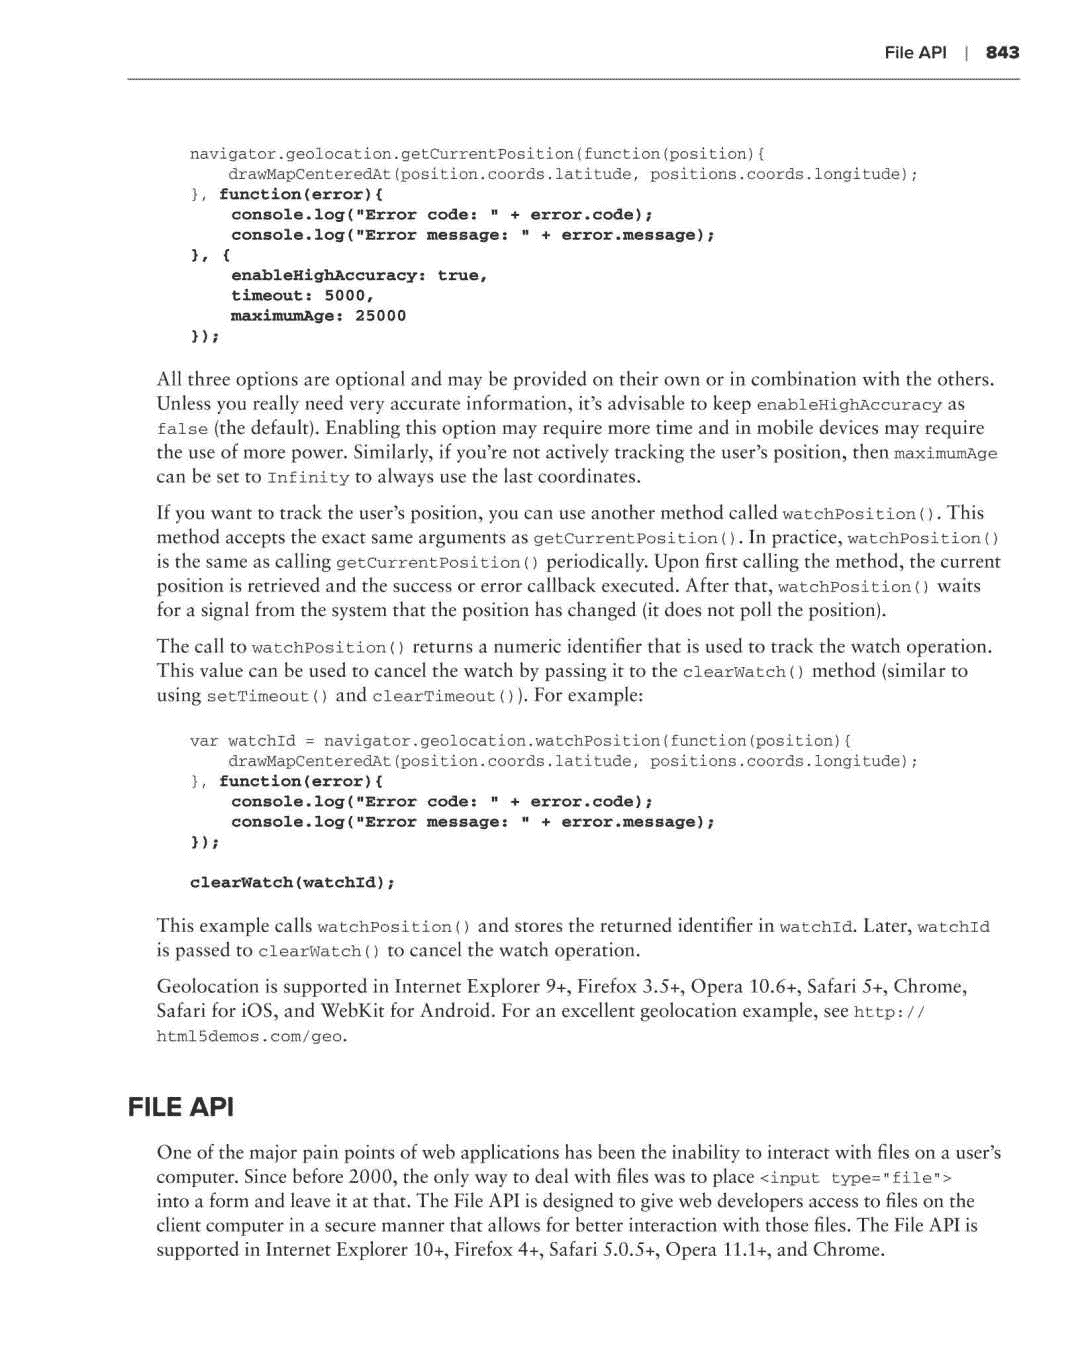 File API | 843
navigator.geolocation.getCurrentPosition(function(position){
drawMapCenteredAt(position.coords.latitude, positions.coords.longitude);
}, function(error){
console.log("Error code: " + error.code);
console.log("Error message: " + error.message);
}, {
enableHighAccuracy: true,
timeout: 5000,
maximumAge: 25000
});
All three options are optional and may be provided on their own or in combination with the others.
Unless you really need very accurate information, it’s advisable to keep enableHighAccuracy as
false (the default). Enabling this option may require more time and in mobile devices may require
the use of more power. Similarly, if you’re not actively tracking the user’s position, then maximumAge
can be set to Infinity to always use the last coordinates.
If you want to track the user’s position, you can use another method called watchPosition(). This
method accepts the exact same arguments as getCurrentPosition(). In practice, watchPosition()
is the same as calling getCurrentPosition() periodically. Upon first calling the method, the current
position is retrieved and the success or error callback executed. After that, watchPosition() waits
for a signal from the system that the position has changed (it does not poll the position).
The call to watchPosition() returns a numeric identifier that is used to track the watch operation.
This value can be used to cancel the watch by passing it to the clearWatch() method (similar to
using setTimeout() and clearTimeout()). For example:
var watchId = navigator.geolocation.watchPosition(function(position){
drawMapCenteredAt(position.coords.latitude, positions.coords.longitude);
}, function(error){
console.log("Error code: " + error.code);
console.log("Error message: " + error.message);
});
clearWatch(watchId);
This example calls watchPosition() and stores the returned identifier in watchId. Later, watchId
is passed to clearWatch() to cancel the watch operation.
Geolocation is supported in Internet Explorer 9+, Firefox 3.5+, Opera 10.6+, Safari 5+, Chrome,
Safari for iOS, and WebKit for Android. For an excellent geolocation example, see http://
html5demos.com/geo.
FILE API
One of the major pain points of web applications has been the inability to interact with files on a user’s
computer. Since before 2000, the only way to deal with files was to place <input type="file">
into a form and leave it at that. The File API is designed to give web developers access to files on the
client computer in a secure manner that allows for better interaction with those files. The File API is
supported in Internet Explorer 10+, Firefox 4+, Safari 5.0.5+, Opera 11.1+, and Chrome.